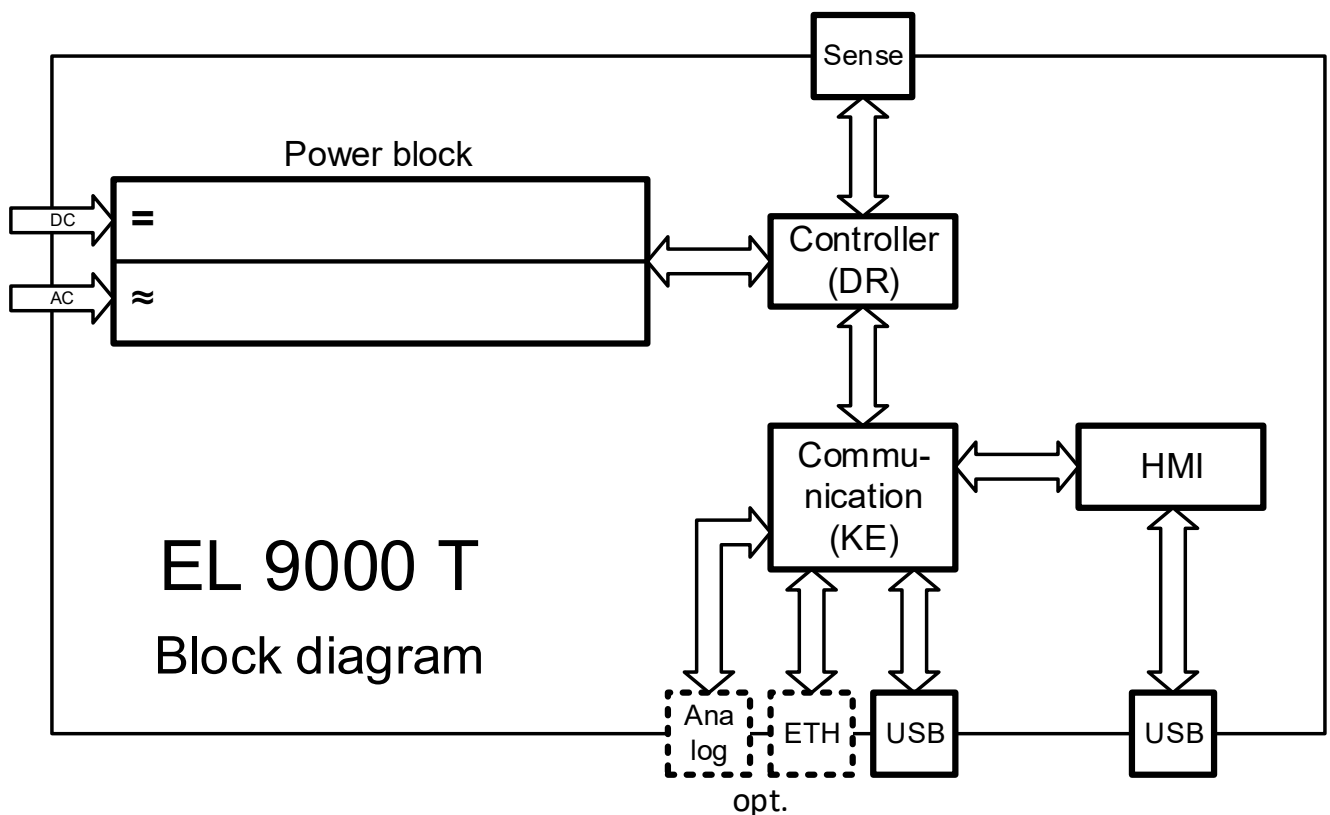 Sense
Power block
DC
=
AC
≈
Controller
(DR)
Commu-
nication
(KE)
HMI
EL 9000 T
Block diagram
Ana
log
ETH
USB
USB
opt.